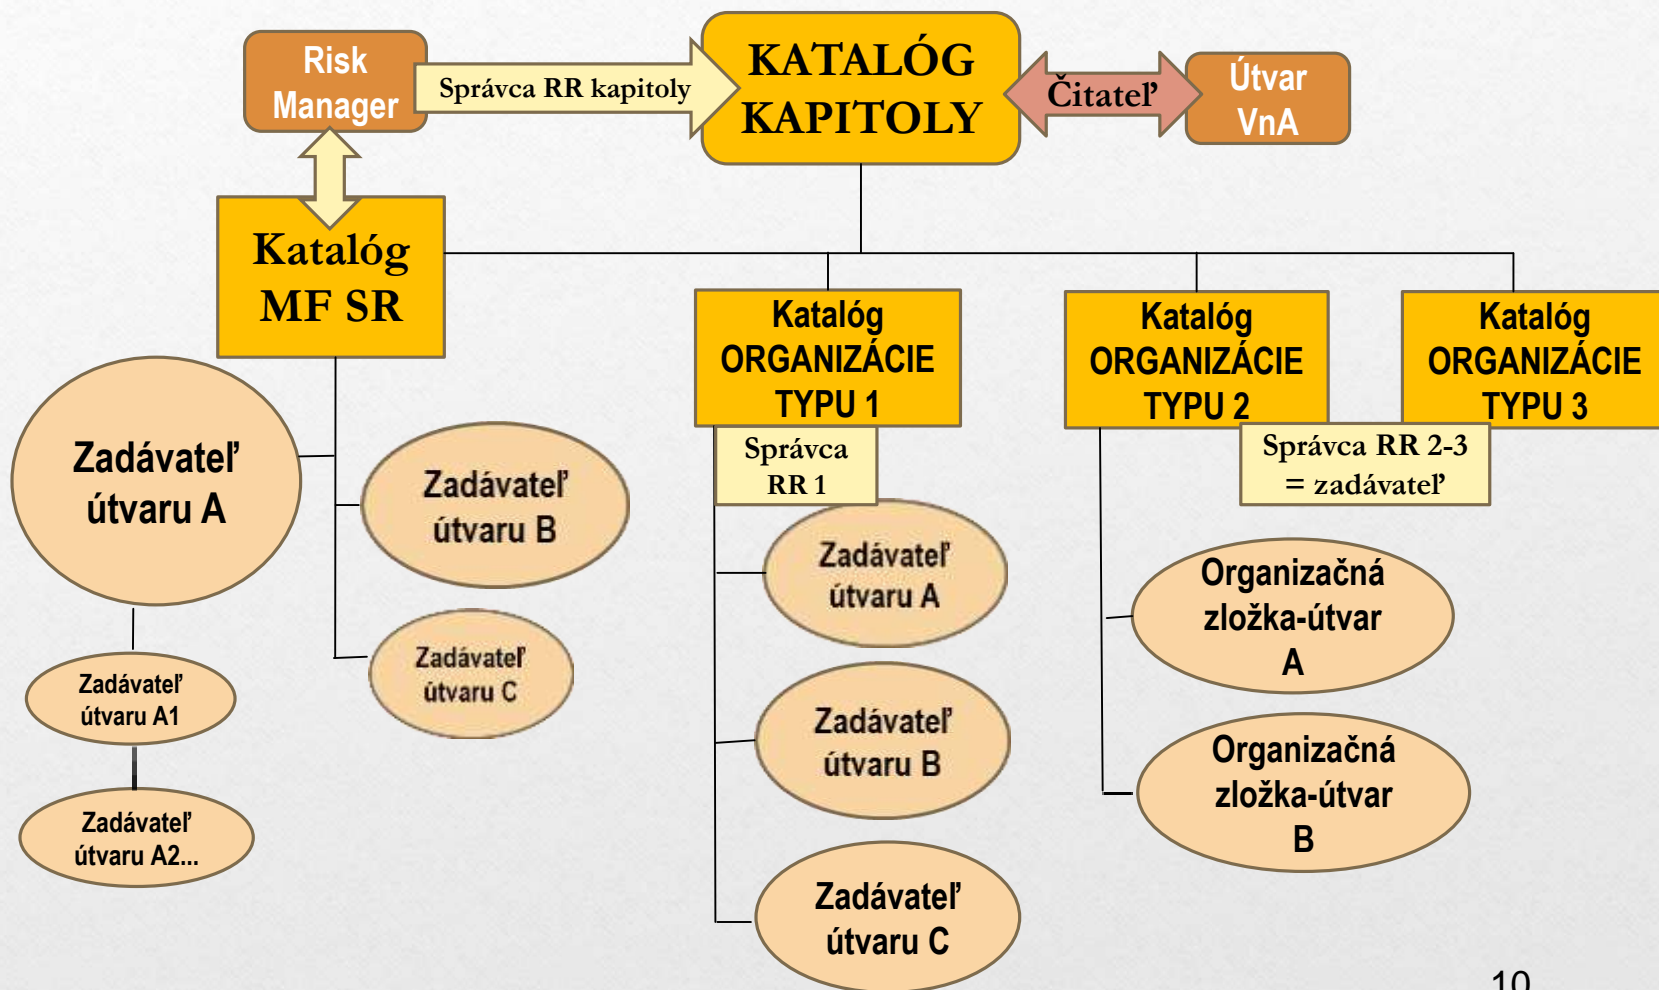 Risk
Manager
Správca RR kapitoly
KATALÓG
KAPITOLY
Čitateľ
Útvar
VnA
Katalóg
MF SR
Katalóg
ORGANIZÁCIE
TYPU 1
Katalóg
ORGANIZÁCIE
TYPU 2
Katalóg
ORGANIZÁCIE
TYPU 3
Správca
RR 1
Správca RR 2-3
= zadávateľ
Zadávateľ
útvaru A
Zadávateľ
útvaru B
Zadávateľ
útvaru C
Zadávateľ
útvaru A1
Zadávateľ
útvaru A2...
Zadávateľ
útvaru A
Zadávateľ
útvaru B
Zadávateľ
útvaru C
Organizačná
zložka-útvar
A
Organizačná
zložka-útvar
B
10